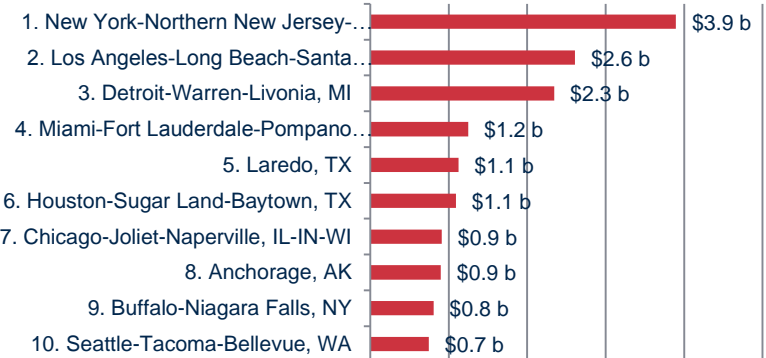 1. New York-Northern New Jersey-... $3.9 b
2. Los Angeles-Long Beach-Santa... $2.6 b
3. Detroit-Warren-Livonia, MI $2.3 b
4. Miami-Fort Lauderdale-Pompano... $1.2 b
5. Laredo, TX $1.1 b
6. Houston-Sugar Land-Baytown, TX $1.1 b
7. Chicago-Joliet-Naperville, IL-IN-WI $0.9 b
8. Anchorage, AK $0.9 b
9. Buffalo-Niagara Falls, NY $0.8 b
10. Seattle-Tacoma-Bellevue, WA $0.7 b